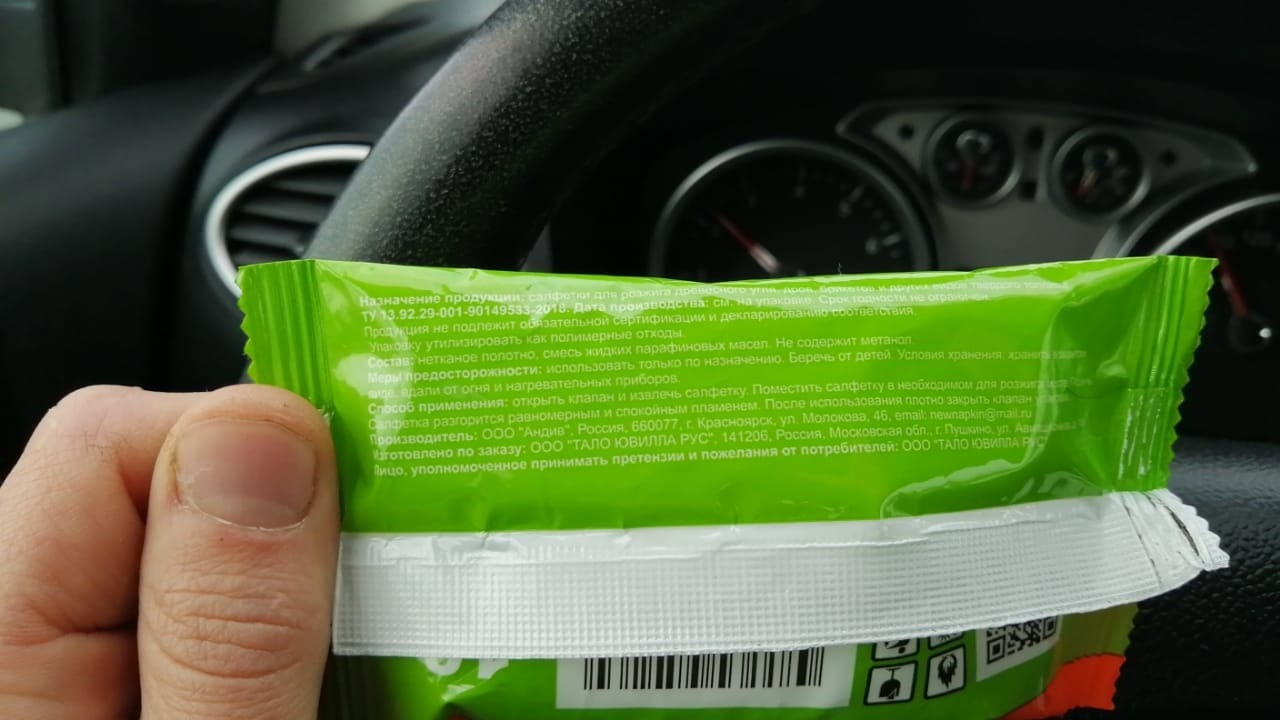 Назначение продукции: салфетки для розжига древесного угля, дров, брикетов и других видов твердого
ТУ 13.92.29-001-90149533-2018. Дата производства: см. на упаковке. Срок годности не ограничен.
Продукция не подлежит обязательной сертификации и декларированию соответствия.
Упаковку утилизировать как полимерные отходы.
Состав: нетканое полотно, смесь жидких парафиновых масел. Не содержит метанол.
Меры предосторожности: использовать только по назначению. Беречь от детей. Условия хранения: хранить в
виде, вдали от огня и нагревательных приборов.
Способ применения: открыть клапан и извлечь салфетку. Поместить салфетку в необходимом для розжига
Салфетка разгорится равномерным и спокойным пламенем. После использования плотно закрыть клапан
Производитель: ООО "Андив", Россия, 660077, г. Красноярск, ул. Молокова, 46, email: newnapkin@mail.ru
Изготовлено по заказу: ООО "ТАЛО ЮВИЛЛА РУС", 141206, Россия, Московская обл., г. Пушкино, ул.
Лицо, уполномоченное принимать претензии и пожелания от потребителей: ООО "ТАЛО ЮВИЛЛА РУС"